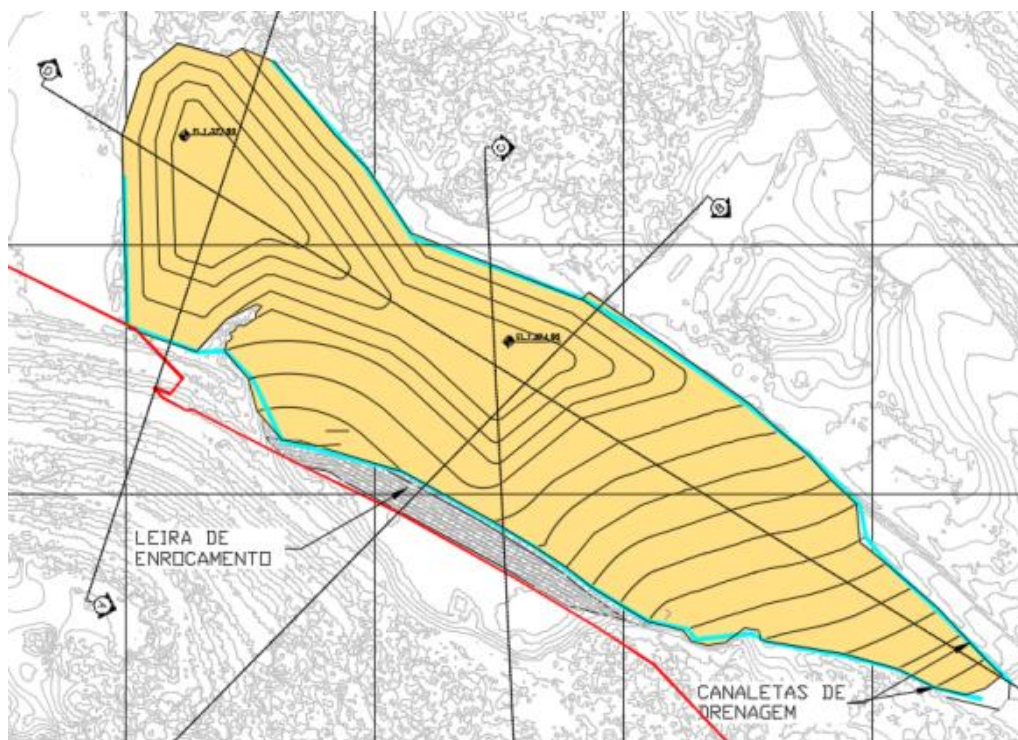 C
B
LEIRA DE
ENROCAMENTO
A
CANALETAS DE
DRENAGEM